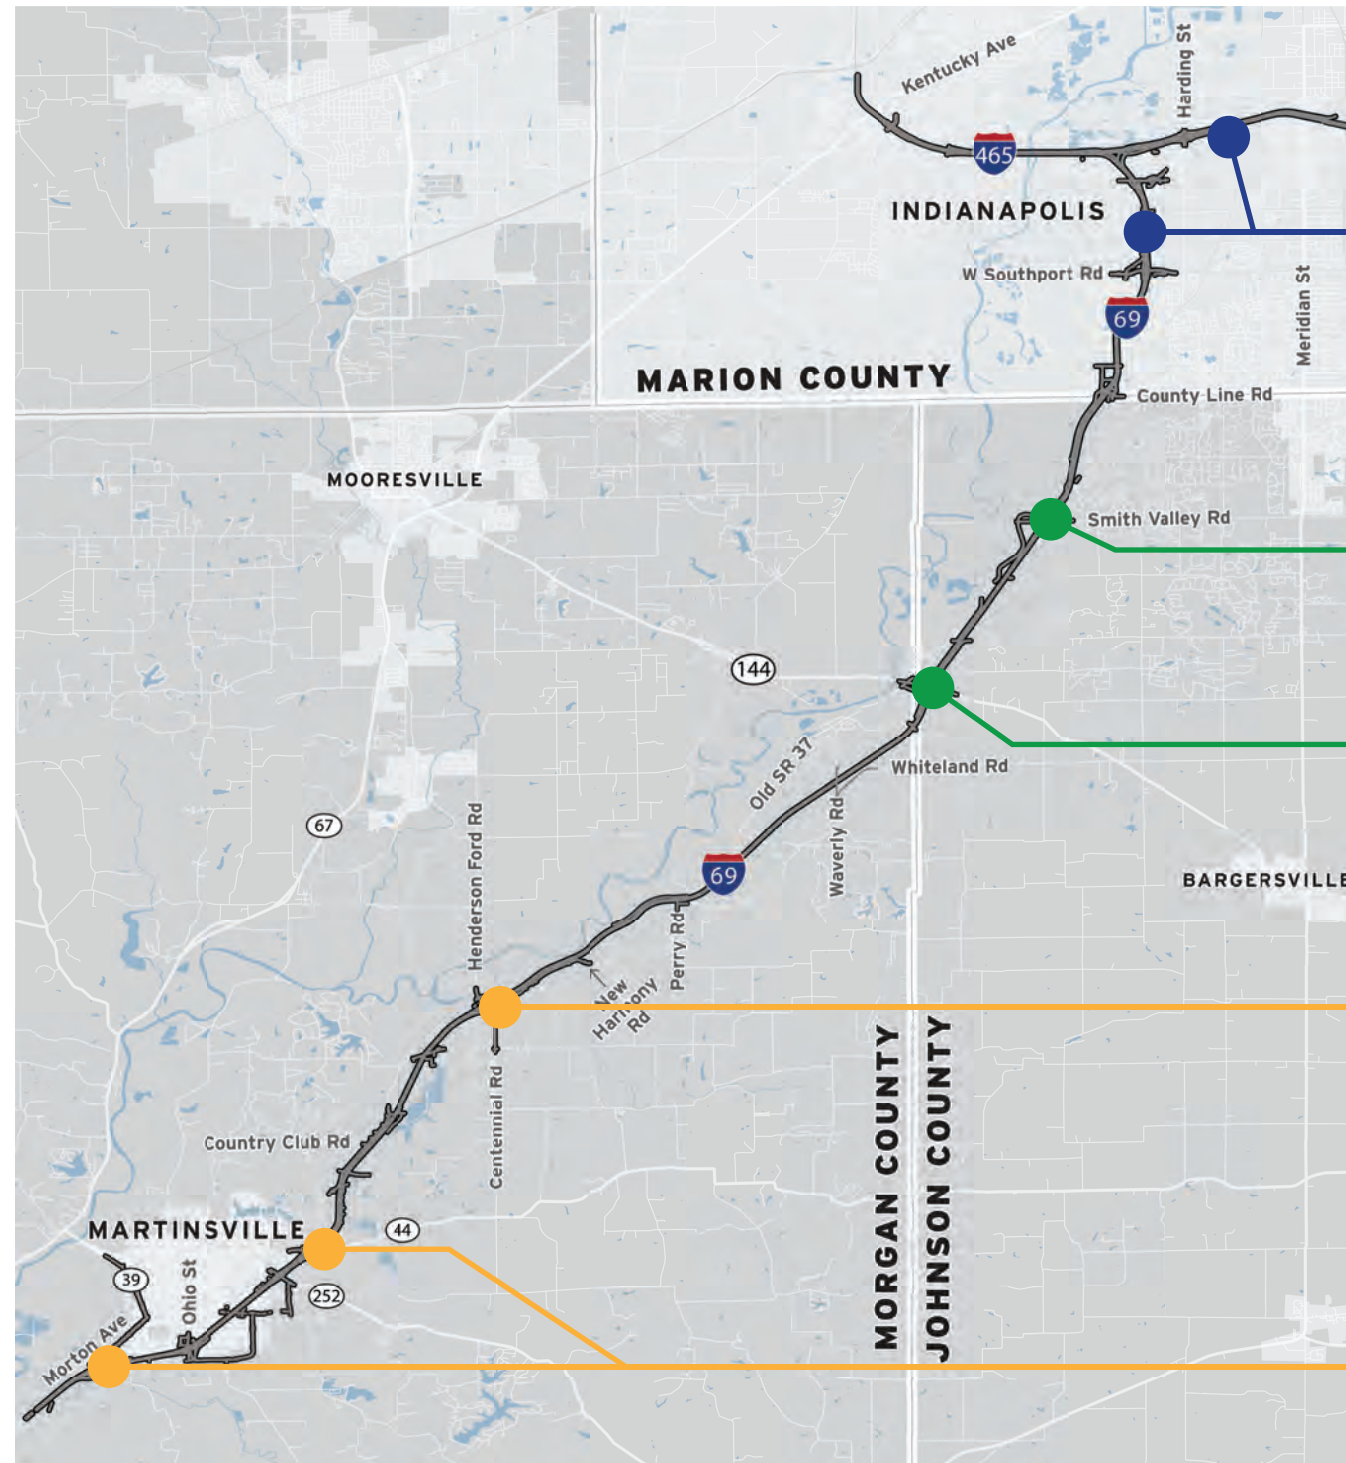 Kentucky Ave
Harding St
465
INDIANAPOLIS
W Southport Rd
69
Meridian St
MARION COUNTY
County Line Rd
MOORESVILLE
Smith Valley Rd
144
Old SR 37
Whiteland Rd
67
Henderson Ford Rd
Waverly Rd
69
BARGERSVILLE
Perry Rd
New
Harmony
Rd
MORGAN COUNTY
JOHNSON COUNTY
Centennial Rd
Country Club Rd
MARTINSVILLE
44
39
Ohio St
252
Morton Ave